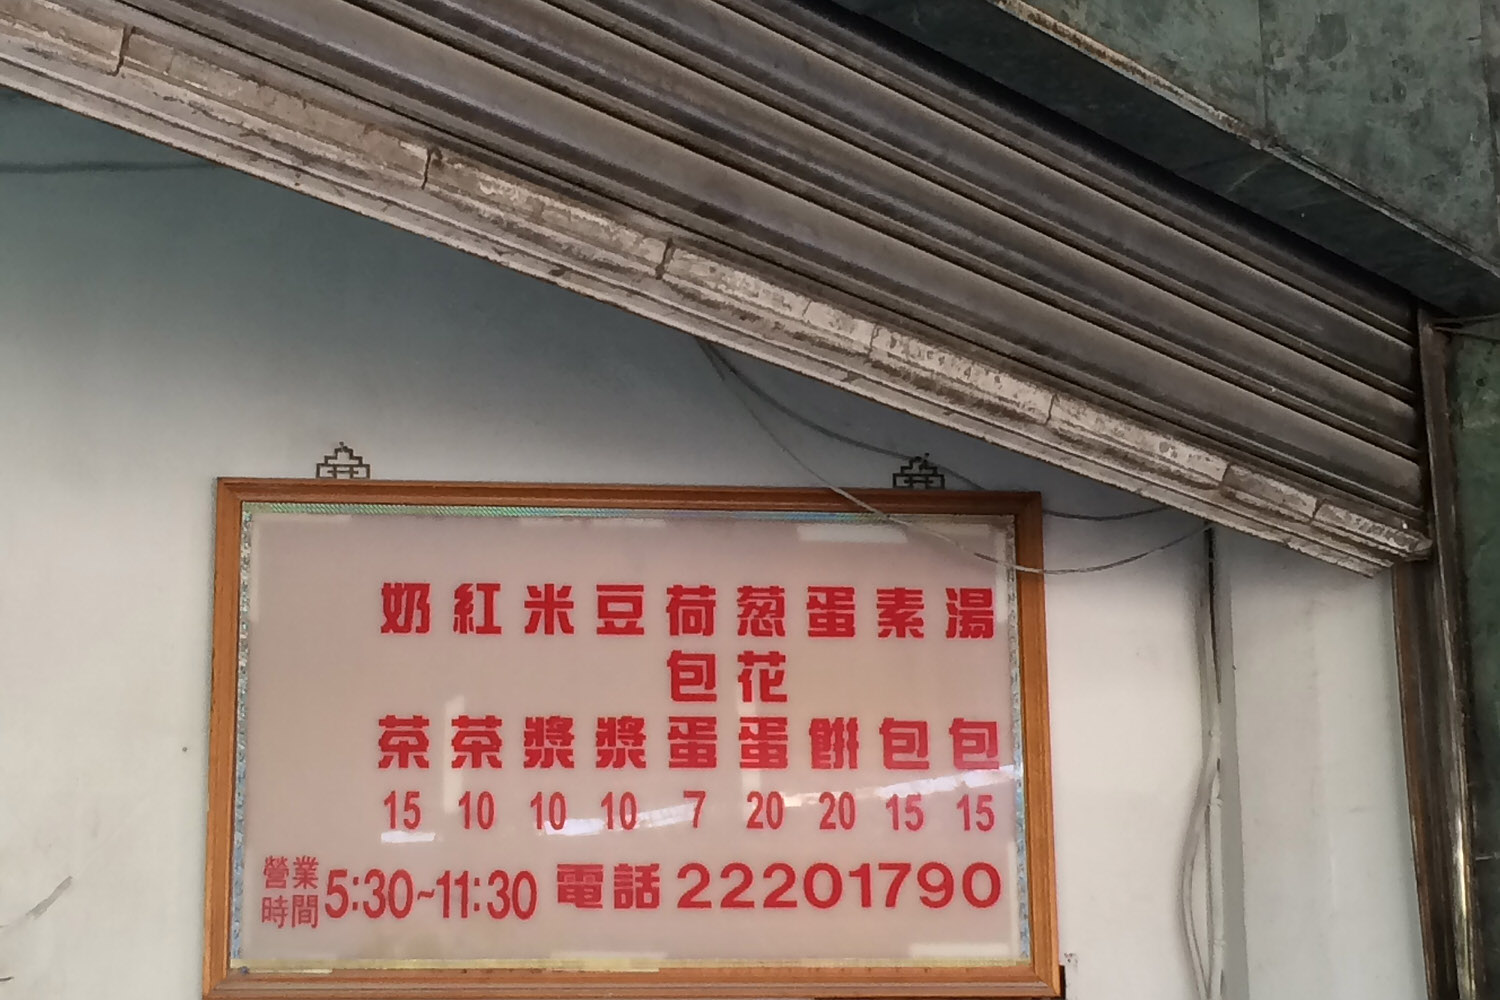 湯包 15
素包 15
蛋餅 20
葱花蛋 20
荷包蛋 7
豆漿 10
米漿 10
紅茶 10
奶茶 15
營業時間 5:30~11:30 電話 22201790